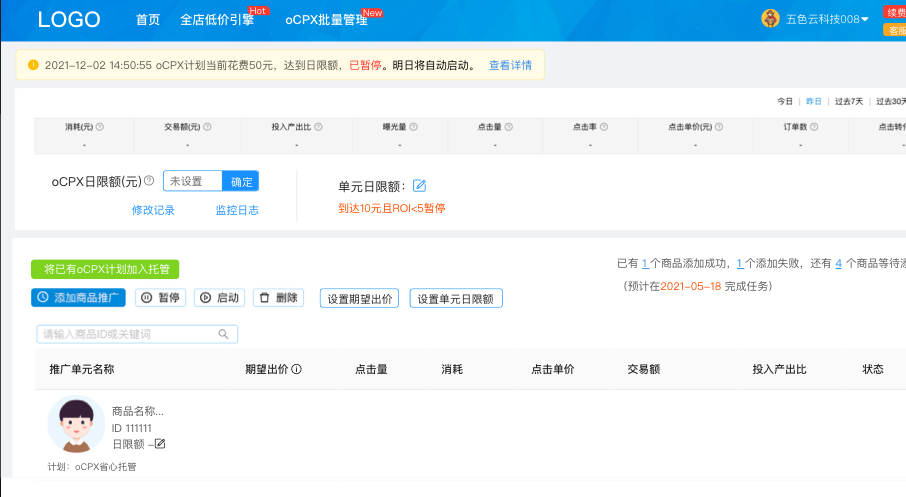 LOGO 首页 全店低价引擎 Hot oCPX批量管理 New 五色云科技008 续费
客服
2021-12-02 14:50:55 oCPX计划当前花费50元，达到日限额，已暂停。明日将自动启动。 查看详情
今日 | 昨日 | 过去7天 | 过去30天
消耗(元) 交易额(元) 投入产出比 曝光量 点击量 点击率 点击单价(元) 订单数 点击转
- - - - - - - - -
oCPX日限额(元) 未设置 确定 单元日限额：
修改记录 监控日志 到达10元且ROI<5暂停
将已有oCPX计划加入托管 已有 1 个商品添加成功，1 个添加失败，还有 4 个商品等待添
（预计在2021-05-18 完成任务）
添加商品推广 暂停 启动 删除 设置期望出价 设置单元日限额
请输入商品ID或关键词
推广单元名称 期望出价 点击量 消耗 点击单价 交易额 投入产出比 状态
商品名称...
ID 111111
日限额 -
计划：oCPX省心托管